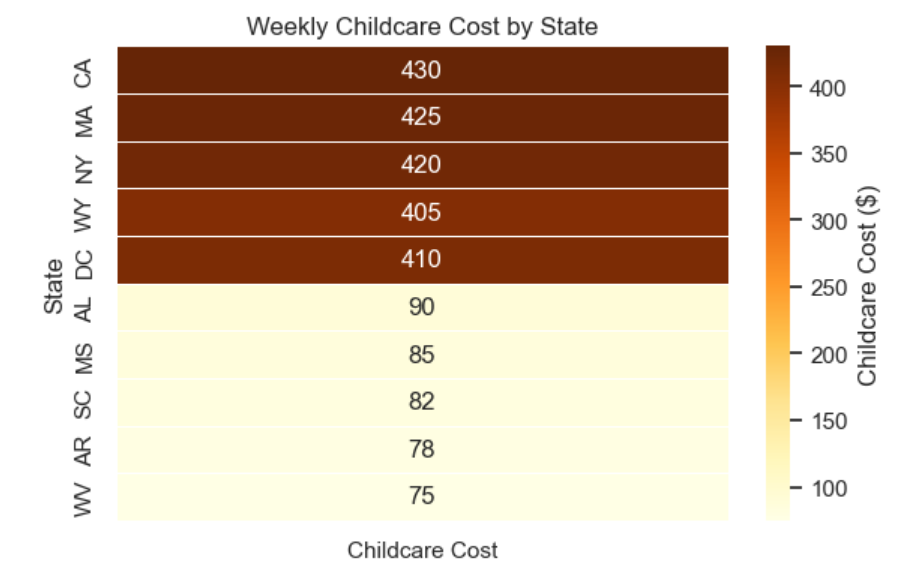 Weekly Childcare Cost by State
CA 430
MA 425
NY 420
WY 405
DC 410
AL 90
MS 85
SC 82
AR 78
WV 75
State
Childcare Cost
400
350
300
250
200
150
100
Childcare Cost ($)